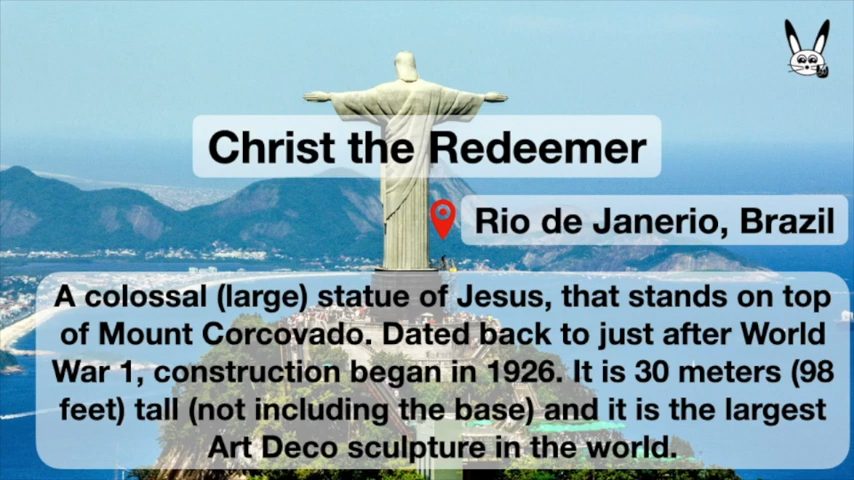 Christ the Redeemer
Rio de Janerio, Brazil
A colossal (large) statue of Jesus, that stands on top
of Mount Corcovado. Dated back to just after World
War 1, construction began in 1926. It is 30 meters (98
feet) tall (not including the base) and it is the largest
Art Deco sculpture in the world.